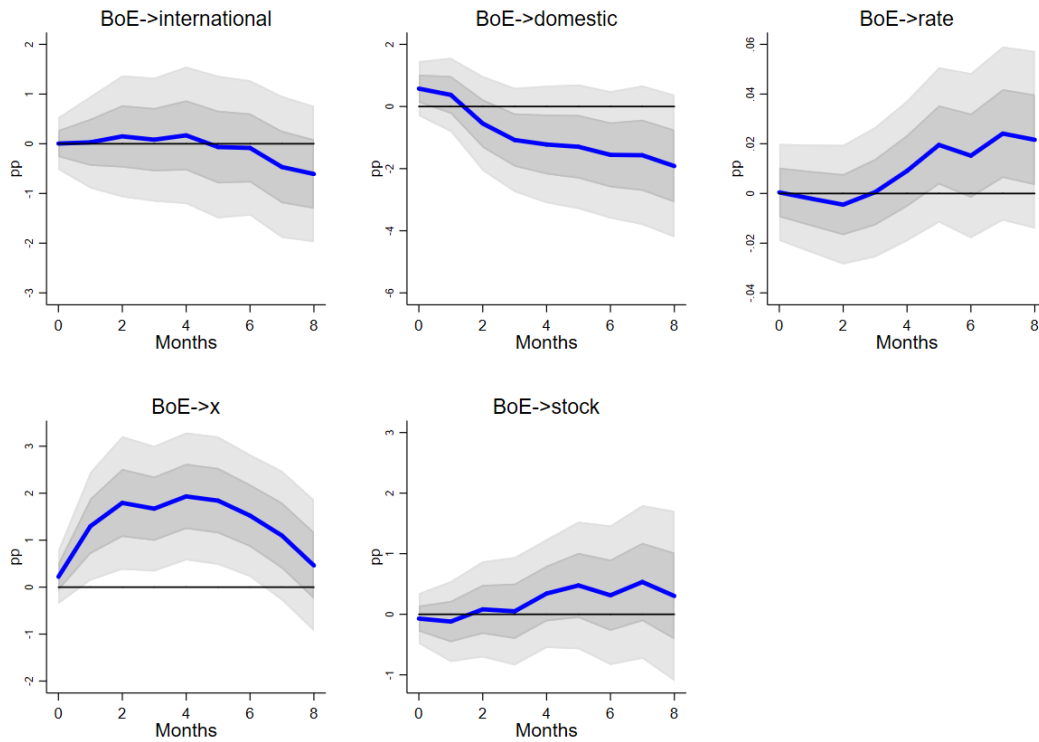 BoE->international
pp
2
1
0
-1
-2
-3
0 2 4 6 8
Months
BoE->domestic
pp
2
0
-2
-4
-6
0 2 4 6 8
Months
BoE->rate
pp
.06
.04
.02
0
-.02
-.04
0 2 4 6 8
Months
BoE->x
pp
3
2
1
0
-1
-2
0 2 4 6 8
Months
BoE->stock
pp
3
2
1
0
-1
0 2 4 6 8
Months